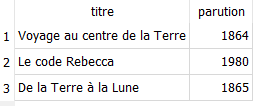 titre parution
1 Voyage au centre de la Terre 1864
2 Le code Rebecca 1980
3 De la Terre à la Lune 1865